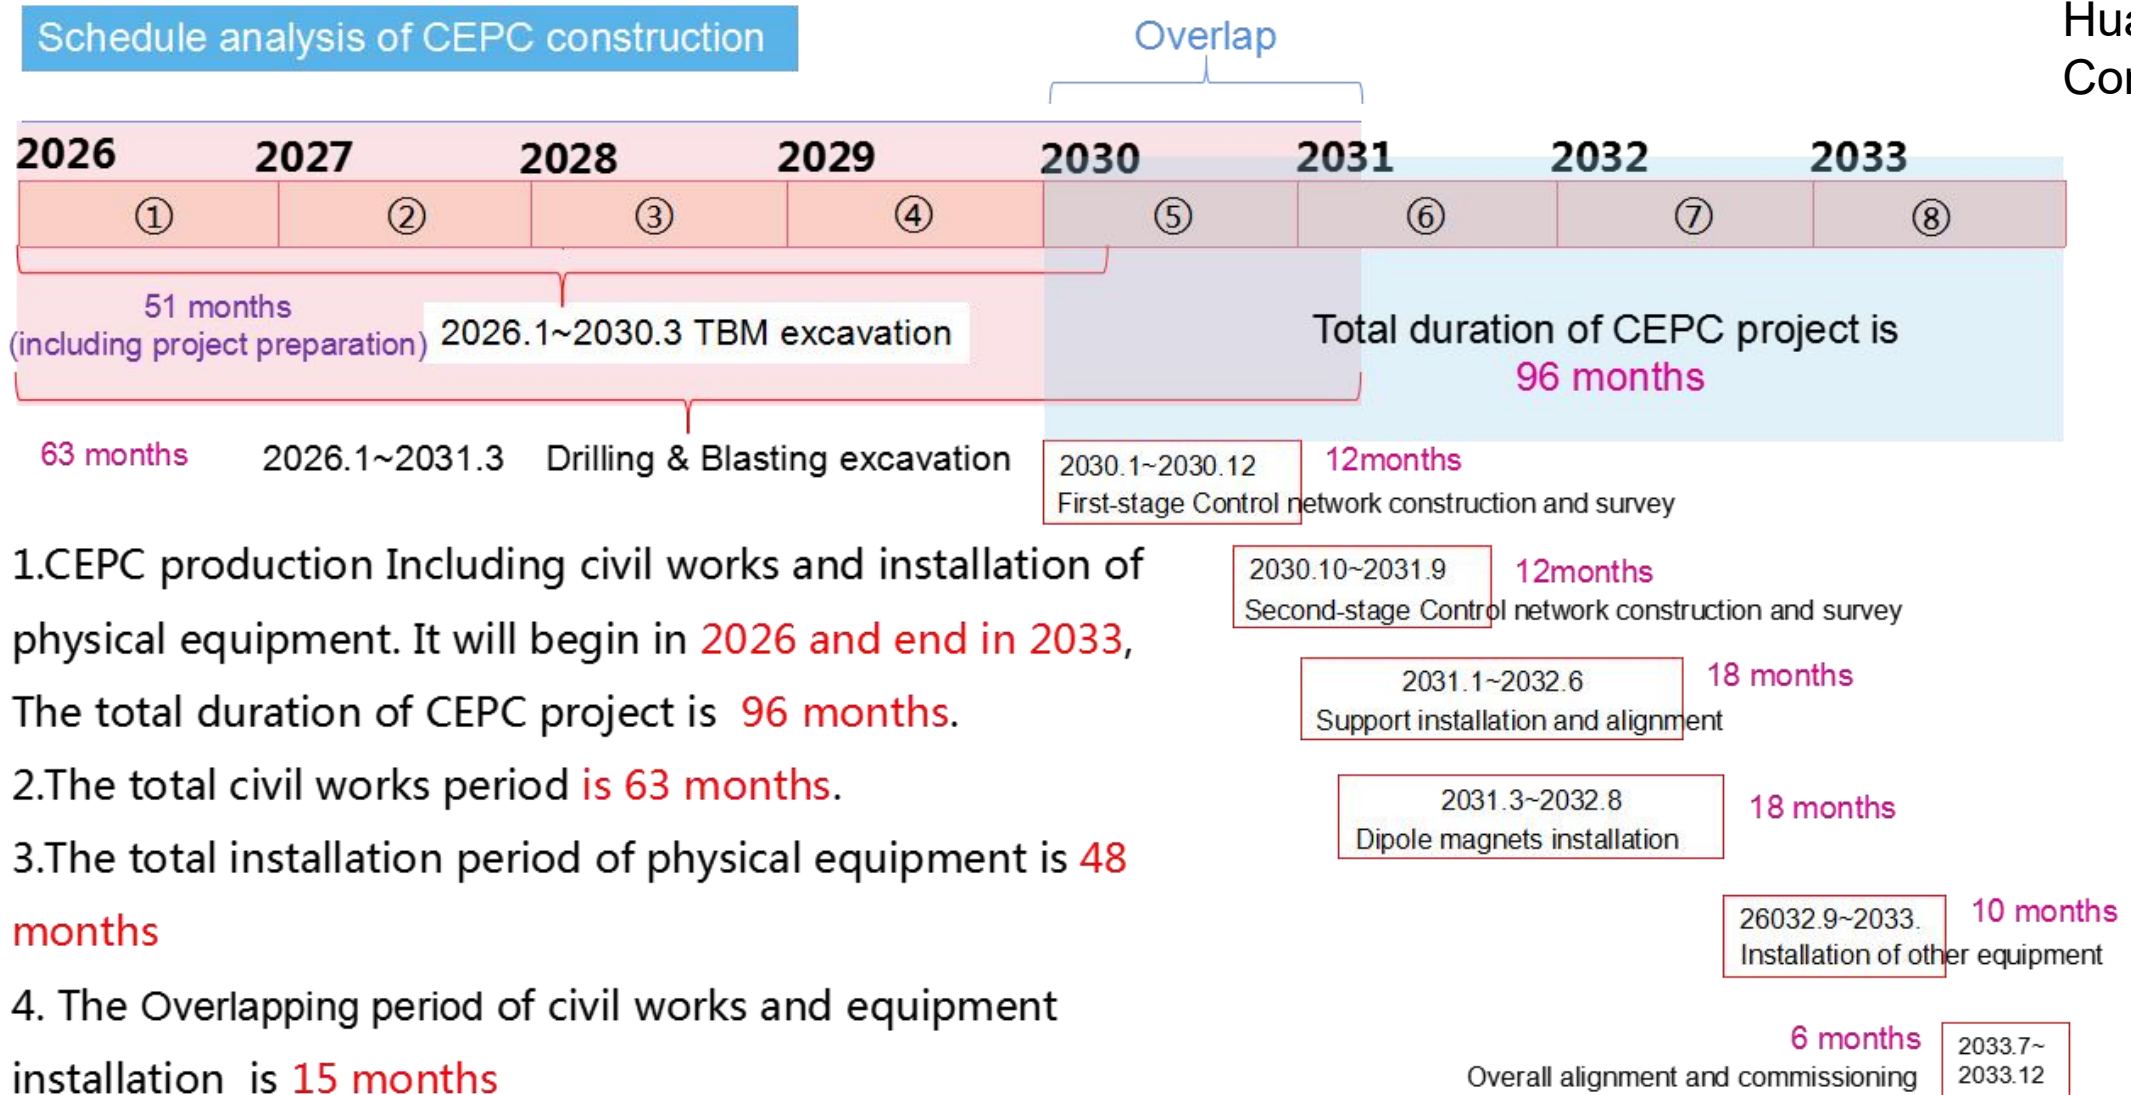 Schedule analysis of CEPC construction
Overlap
Hua
Con
2026 2027 2028 2029 2030 2031 2032 2033
① ② ③ ④ ⑤ ⑥ ⑦ ⑧
51 months
(including project preparation)
2026.1~2030.3 TBM excavation
Total duration of CEPC project is
96 months
63 months 2026.1~2031.3 Drilling & Blasting excavation
2030.1~2030.12 12months
First-stage Control network construction and survey
2030.10~2031.9 12months
Second-stage Control network construction and survey
2031.1~2032.6 18 months
Support installation and alignment
2031.3~2032.8 18 months
Dipole magnets installation
26032.9~2033. 10 months
Installation of other equipment
6 months 2033.7~
Overall alignment and commissioning 2033.12
1.CEPC production Including civil works and installation of
physical equipment. It will begin in 2026 and end in 2033,
The total duration of CEPC project is 96 months.
2.The total civil works period is 63 months.
3.The total installation period of physical equipment is 48
months
4. The Overlapping period of civil works and equipment
installation is 15 months